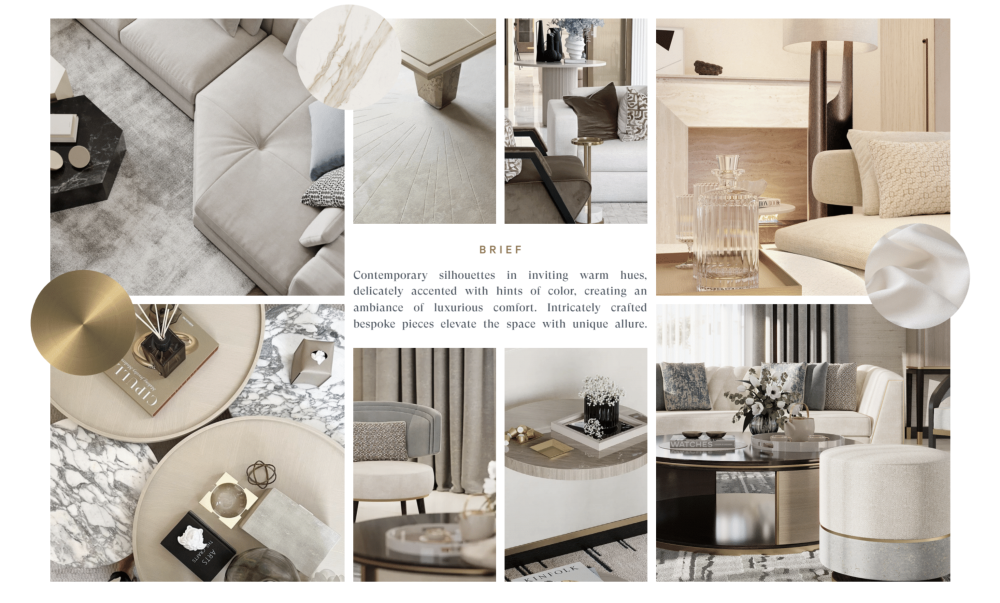 BRIEF
Contemporary silhouettes in inviting warm hues,
delicately accented with hints of color, creating an
ambiance of luxurious comfort. Intricately crafted
bespoke pieces elevate the space with unique allure.
WATCHES
ARTS
KINFOLK